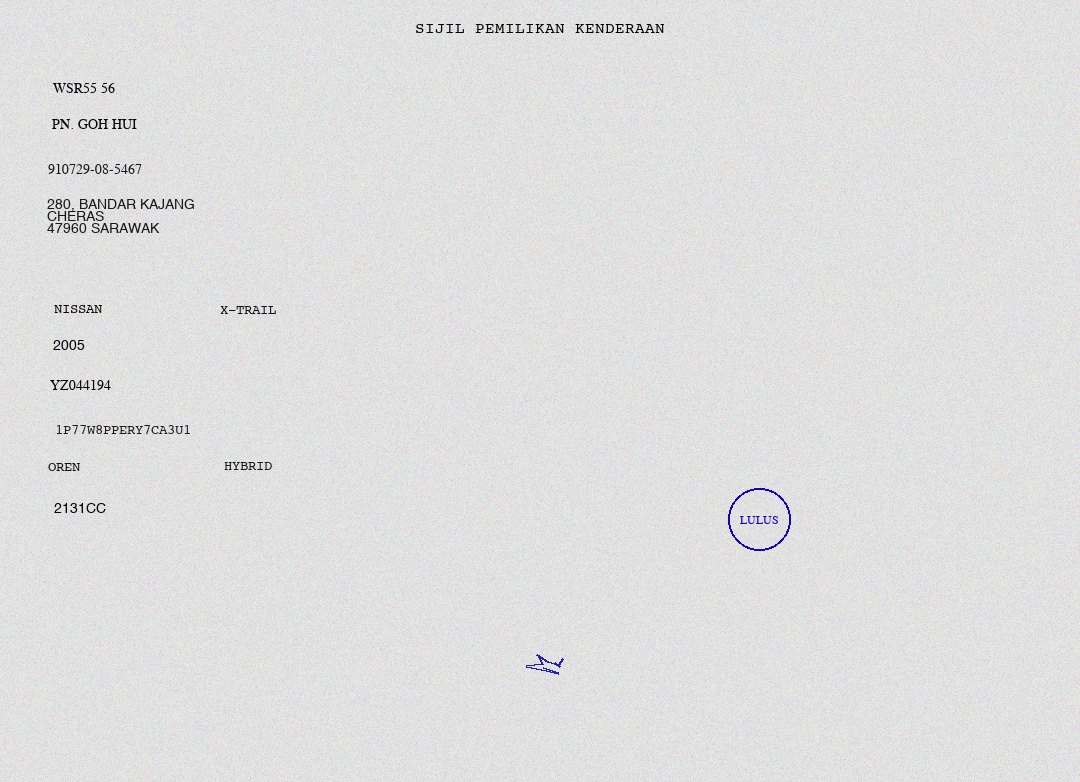 SIJIL PEMILIKAN KENDERAAN
WSR55 56
PN. GOH HUI
910729-08-5467
280, BANDAR KAJANG
CHERAS
47960 SARAWAK
NISSAN X-TRAIL
2005
YZ044194
1P77W8PPERY7CA3U1
OREN HYBRID
2131CC
LULUS